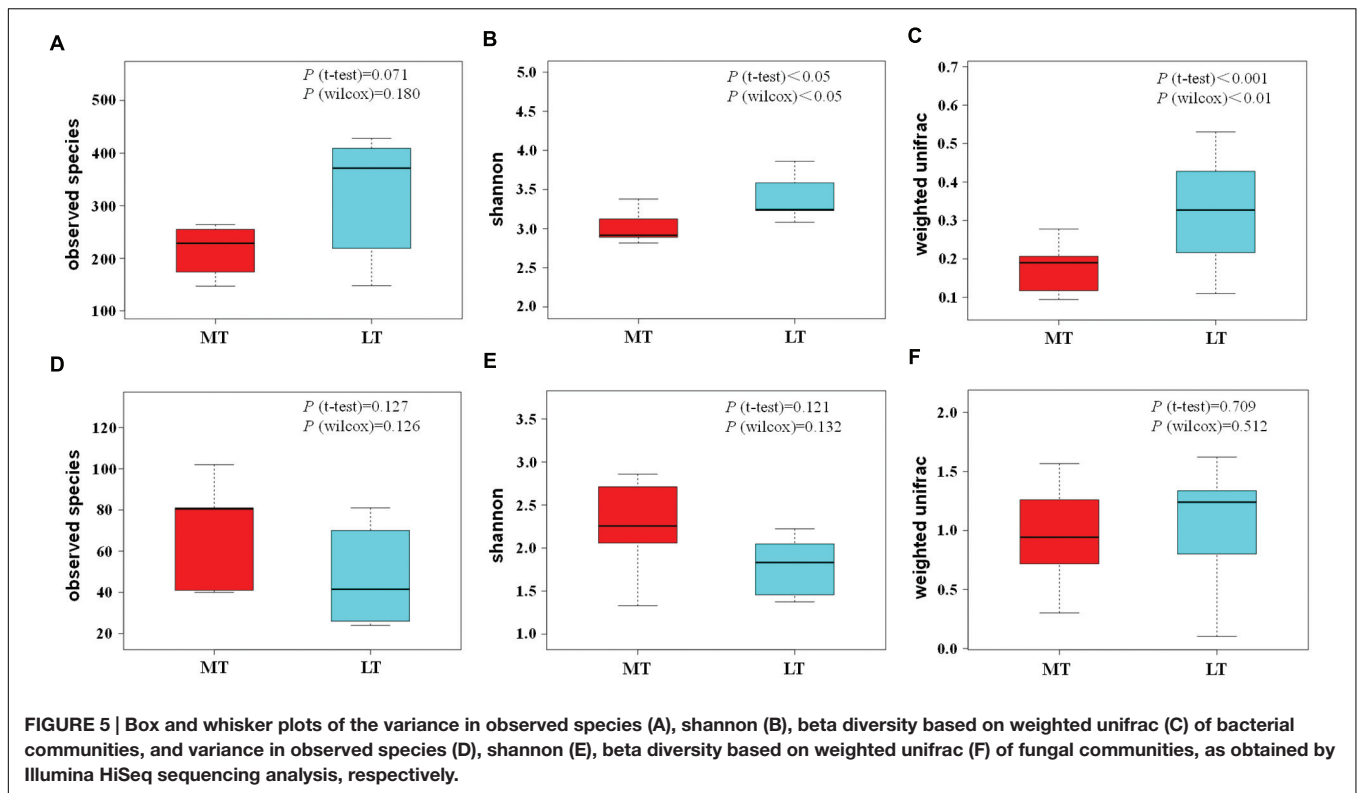 A
P (t-test)=0.071
P (wilcox)=0.180
observed species
500
400
300
200
100
MT
LT
B
P (t-test)<0.05
P (wilcox)<0.05
shannon
5.0
4.5
4.0
3.5
3.0
2.5
2.0
MT
LT
C
P (t-test)<0.001
P (wilcox)<0.01
weighted unifrac
0.7
0.6
0.5
0.4
0.3
0.2
0.1
MT
LT
D
P (t-test)=0.127
P (wilcox)=0.126
observed species
120
100
80
60
40
20
MT
LT
E
P (t-test)=0.121
P (wilcox)=0.132
shannon
3.5
3.0
2.5
2.0
1.5
1.0
MT
LT
F
P (t-test)=0.709
P (wilcox)=0.512
weighted unifrac
2.0
1.5
1.0
0.5
0.0
MT
LT
FIGURE 5 | Box and whisker plots of the variance in observed species (A), shannon (B), beta diversity based on weighted unifrac (C) of bacterial
communities, and variance in observed species (D), shannon (E), beta diversity based on weighted unifrac (F) of fungal communities, as obtained by
Illumina HiSeq sequencing analysis, respectively.